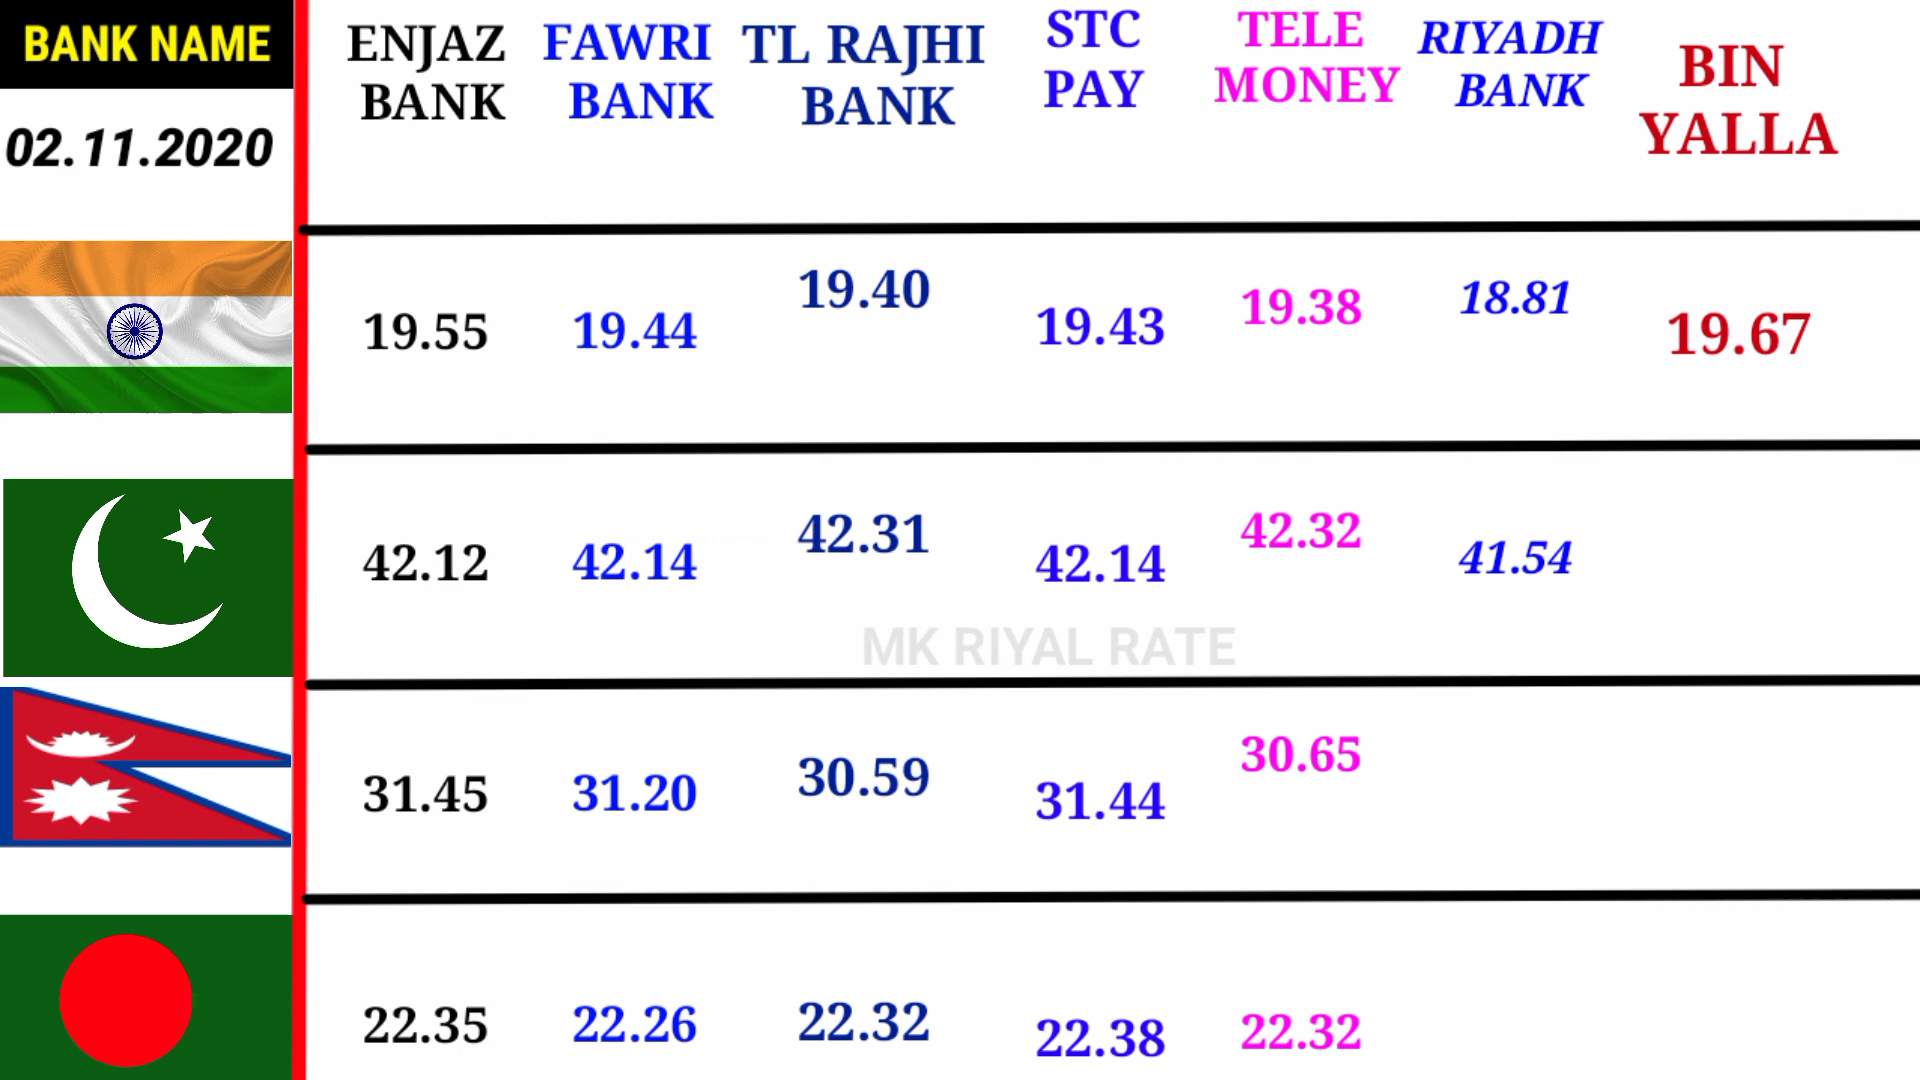 BANK NAME
02.11.2020
ENJAZ
BANK
FAWRI
BANK
TL RAJHI
BANK
STC
PAY
TELE
MONEY
RIYADH
BANK
BIN
YALLA
19.55 19.44 19.40 19.43 19.38 18.81 19.67
42.12 42.14 42.31 42.14 42.32 41.54
MK RIYAL RATE
31.45 31.20 30.59 31.44 30.65
22.35 22.26 22.32 22.38 22.32